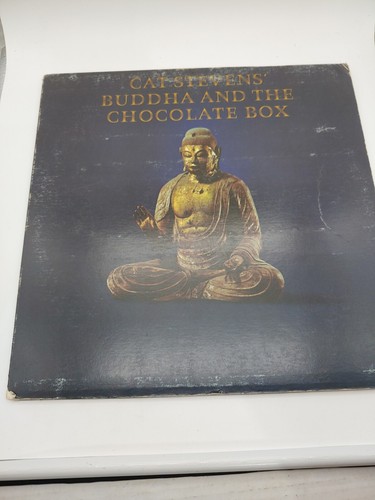 CAT STEVENS'
BUDDHA AND THE
CHOCOLATE BOX